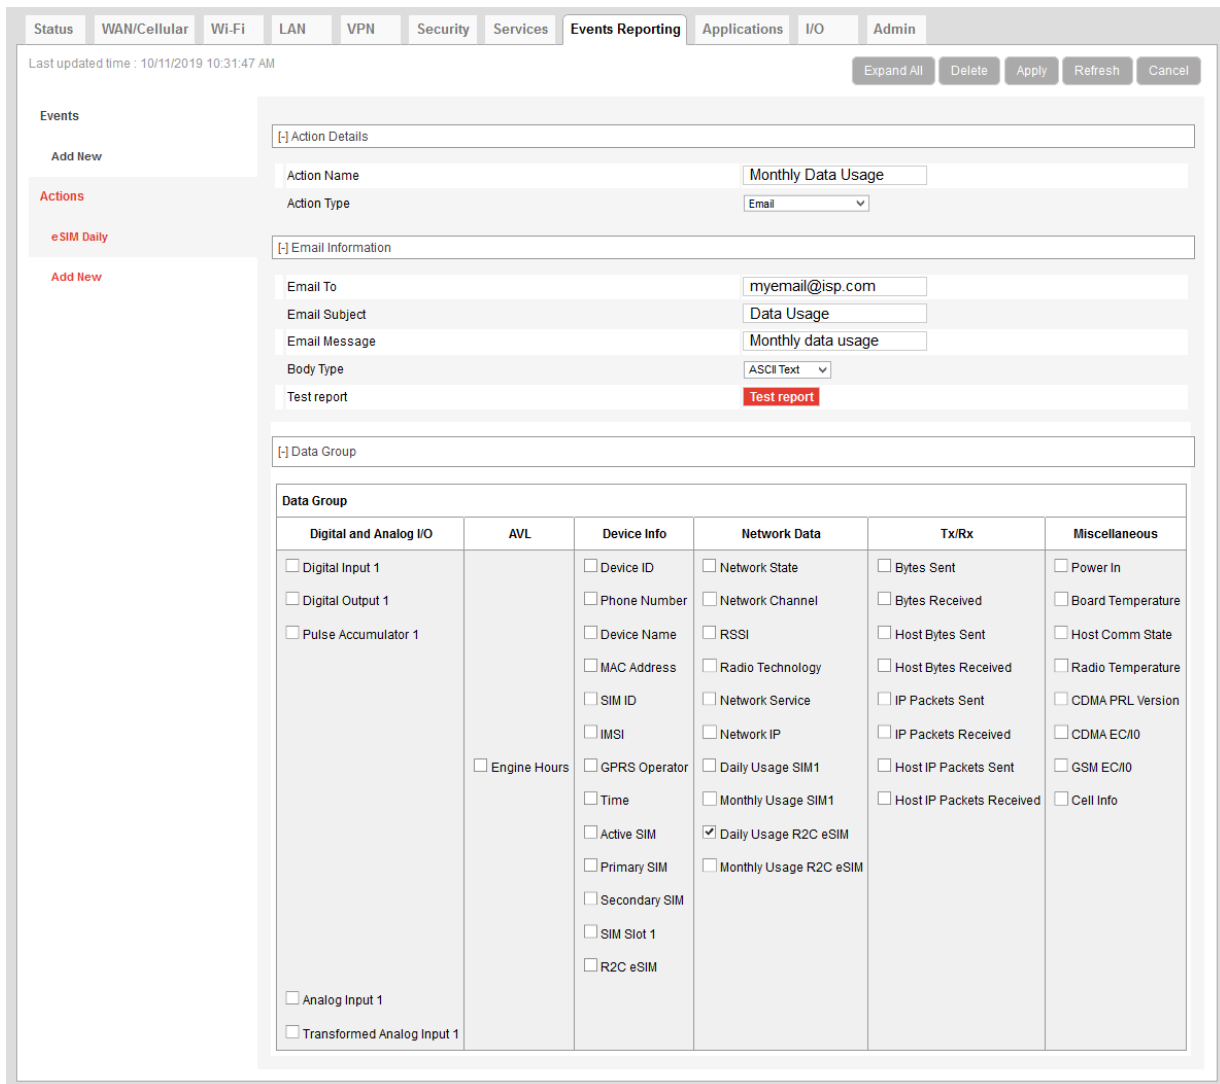 Status WAN/Cellular Wi-Fi LAN VPN Security Services Events Reporting Applications I/O Admin
Last updated time : 10/11/2019 10:31:47 AM
Expand All Delete Apply Refresh Cancel
Events
Add New
Actions
eSIM Daily
Add New
[-] Action Details
Action Name Monthly Data Usage
Action Type Email
[-] Email Information
Email To myemail@isp.com
Email Subject Data Usage
Email Message Monthly data usage
Body Type ASCII Text
Test report Test report
[-] Data Group
Data Group
Digital and Analog I/O AVL Device Info Network Data Tx/Rx Miscellaneous
Digital Input 1 Device ID Network State Bytes Sent Power In
Digital Output 1 Phone Number Network Channel Bytes Received Board Temperature
Pulse Accumulator 1 Device Name RSSI Host Bytes Sent Host Comm State
MAC Address Radio Technology Host Bytes Received Radio Temperature
SIM ID Network Service IP Packets Sent CDMA PRL Version
IMSI Network IP IP Packets Received CDMA EC/I0
Engine Hours GPRS Operator Daily Usage SIM1 Host IP Packets Sent GSM EC/I0
Time Monthly Usage SIM1 Host IP Packets Received Cell Info
Active SIM Daily Usage R2C eSIM
Primary SIM Monthly Usage R2C eSIM
Secondary SIM
SIM Slot 1
R2C eSIM
Analog Input 1
Transformed Analog Input 1